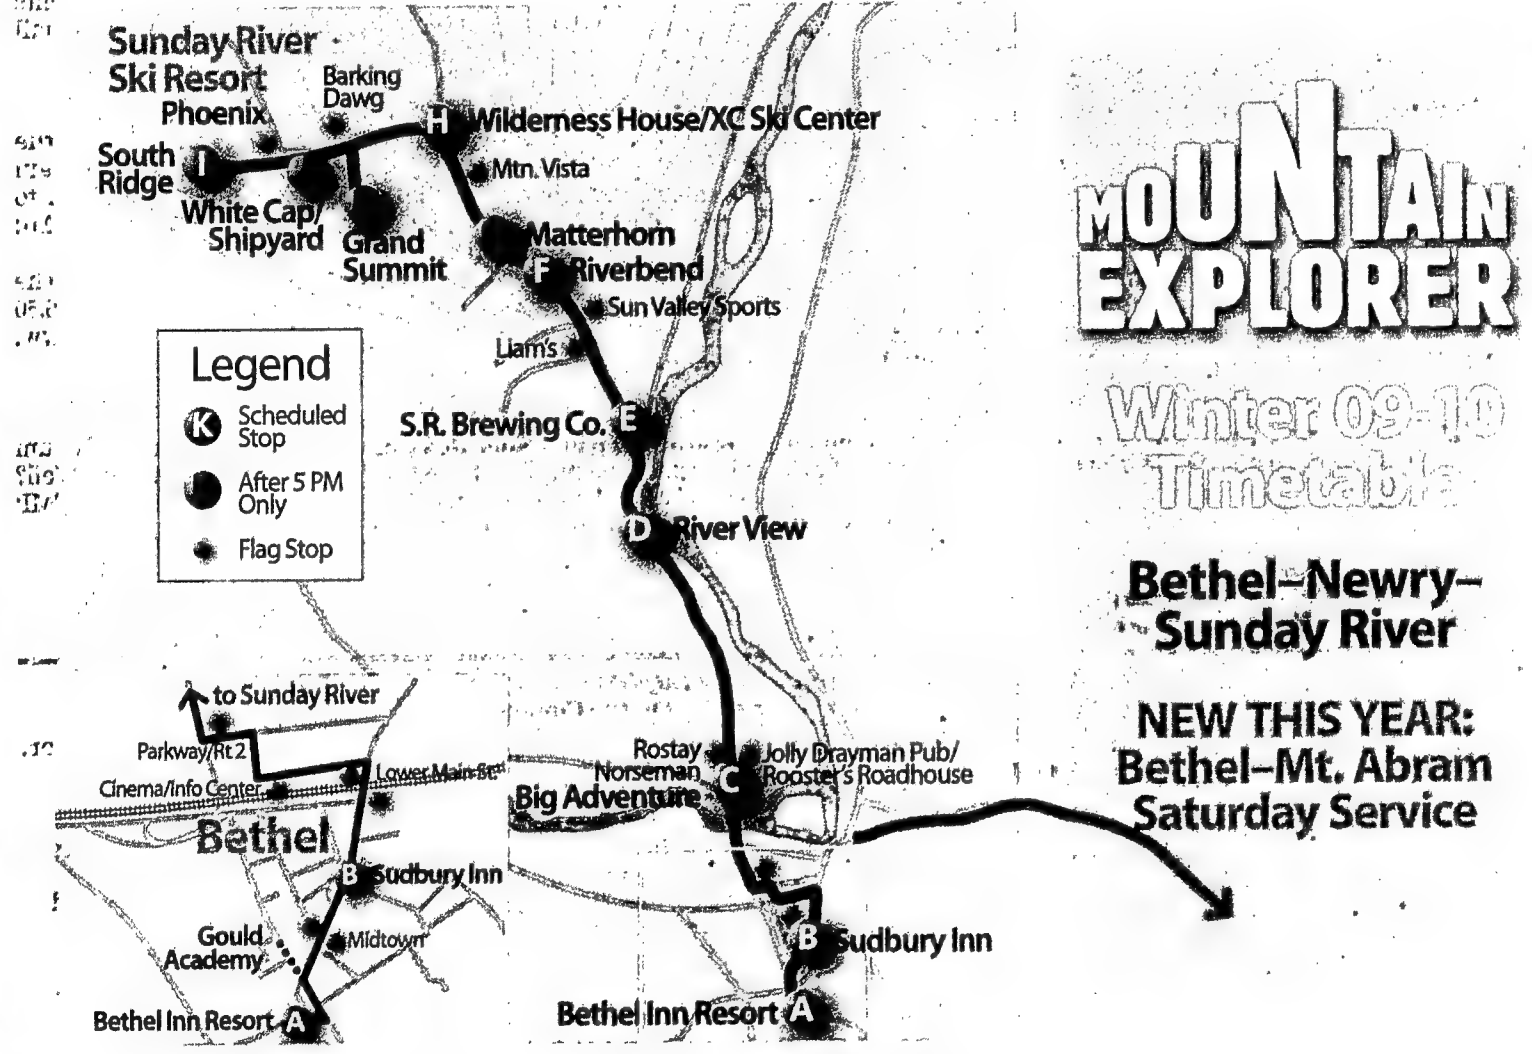 Sunday River
Ski Resort
Phoenix
Barking
Dawg
H
Wilderness House/XC Ski Center
South
Ridge
I
Mtn. Vista
White Cap/
Shipyard
Grand
Summit
Matterhorn
F
Riverbend
Sun Valley Sports
Liam's
Legend
K
Scheduled
Stop
After 5 PM
Only
Flag Stop
S.R. Brewing Co.
E
D
River View
to Sunday River
Parkway/Rt 2
Cinema/Info Center
Lower Main St
Bethel
B
Sudbury Inn
Gould
Academy
Midtown
Bethel Inn Resort
A
Rostay
Norseman
Big Adventure
C
Jolly Drayman Pub/
Rooster's Roadhouse
B
Sudbury Inn
Bethel Inn Resort
A
MOUNTAIN
EXPLORER
Winter 09-10
Timetable
Bethel–Newry–
Sunday River
NEW THIS YEAR:
Bethel–Mt. Abram
Saturday Service